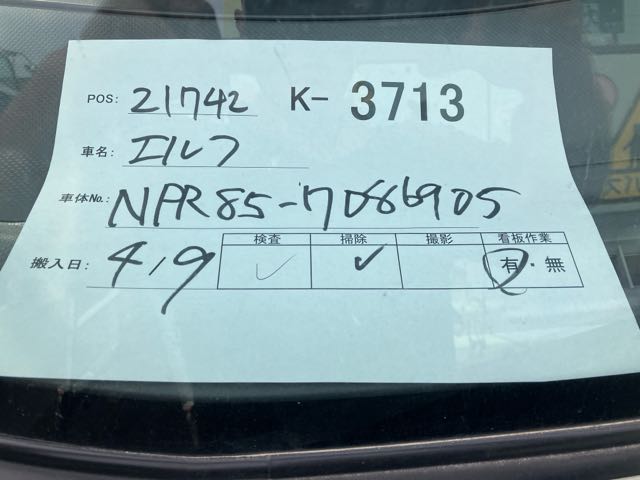 POS: 21742 K- 3713
車名: エルフ
車体No.: NPR85-7086905
搬入日: 4/9
検査 掃除 撮影 看板作業
✓ ✓ 有・無